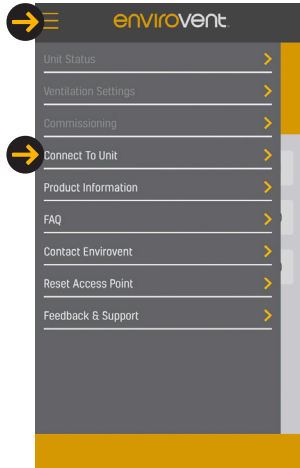 envirovent
Unit Status
Ventilation Settings
Commissioning
Connect To Unit
Product Information
FAQ
Contact Envirovent
Reset Access Point
Feedback & Support